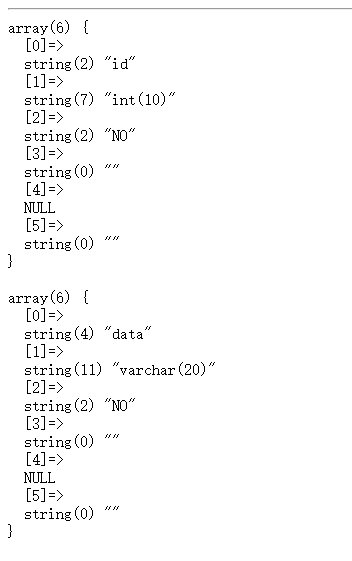 array(6) {
  [0]=>
  string(2) "id"
  [1]=>
  string(7) "int(10)"
  [2]=>
  string(2) "NO"
  [3]=>
  string(0) ""
  [4]=>
  NULL
  [5]=>
  string(0) ""
}

array(6) {
  [0]=>
  string(4) "data"
  [1]=>
  string(11) "varchar(20)"
  [2]=>
  string(2) "NO"
  [3]=>
  string(0) ""
  [4]=>
  NULL
  [5]=>
  string(0) ""
}